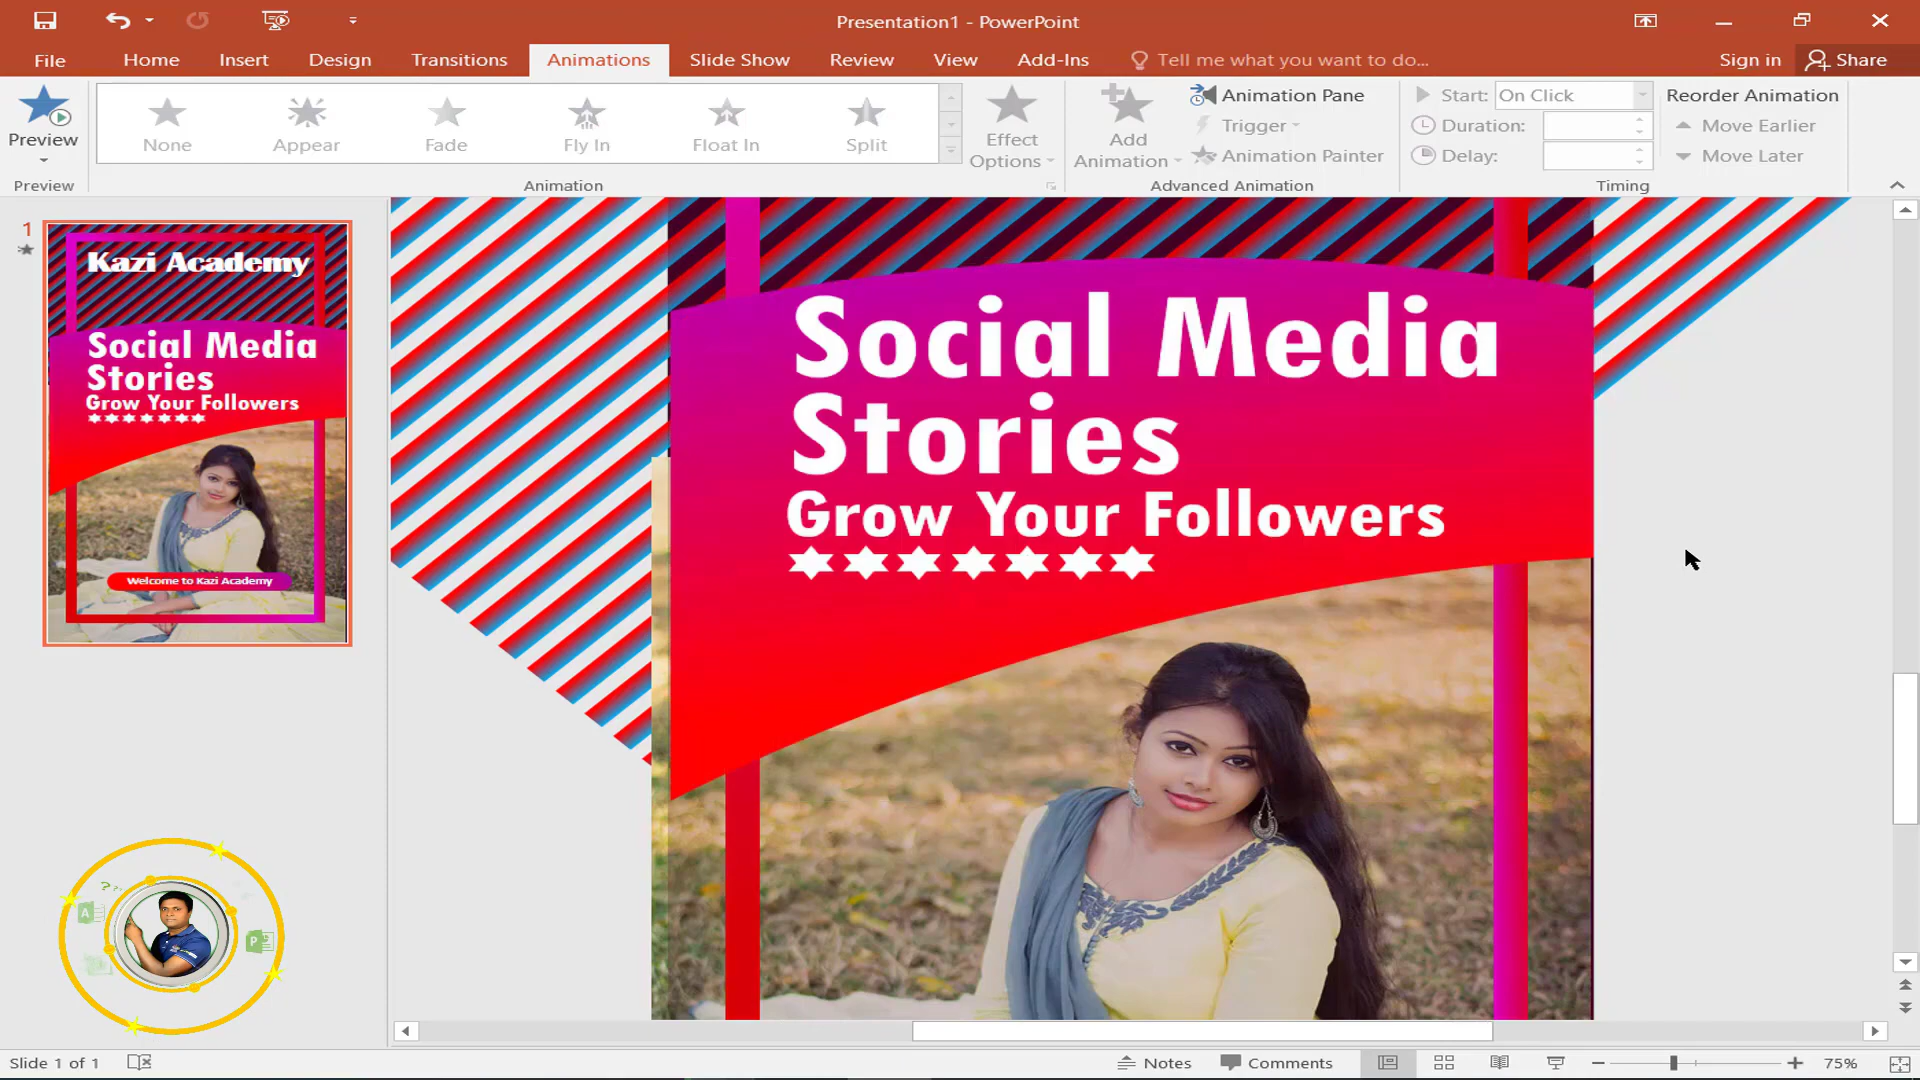 Presentation1 - PowerPoint
File Home Insert Design Transitions Animations Slide Show Review View Add-Ins Tell me what you want to do... Sign in Share
Preview
None Appear Fade Fly In Float In Split
Effect Options
Add Animation
Animation Pane
Trigger
Animation Painter
Start: On Click
Duration:
Delay:
Reorder Animation
Move Earlier
Move Later
Preview Animation Advanced Animation Timing
1
Kazi Academy
Social Media
Stories
Grow Your Followers
Welcome to Kazi Academy
Social Media
Stories
Grow Your Followers
A
P
??
Slide 1 of 1 Notes Comments 75%